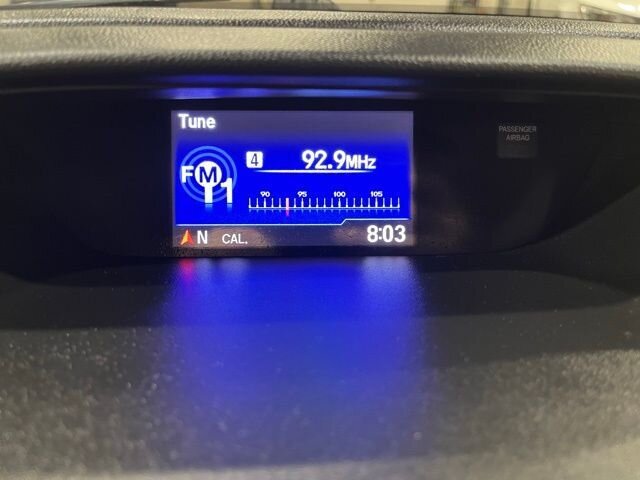 Tune
PASSENGER
AIRBAG
4 92.9MHz
FM1
90 95 100 105
N CAL. 8:03